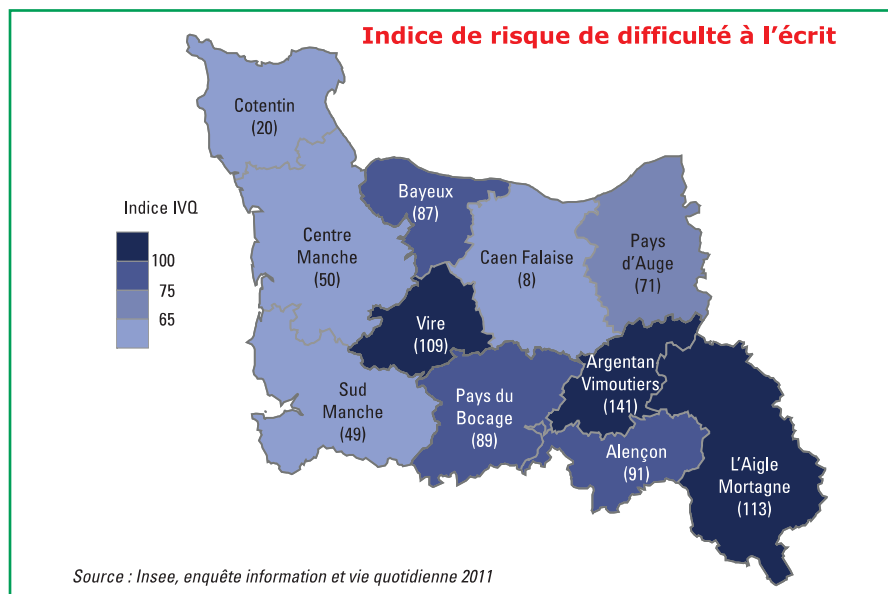 Indice de risque de difficulté à l'écrit
Cotentin
(20)
Bayeux
(87)
Indice IVQ
100
75
65
Centre
Manche
(50)
Caen Falaise
(8)
Pays
d'Auge
(71)
Vire
(109)
Argentan
Vimoutiers
(141)
Sud
Manche
(49)
Pays du
Bocage
(89)
Alençon
(91)
L'Aigle
Mortagne
(113)
Source : Insee, enquête information et vie quotidienne 2011